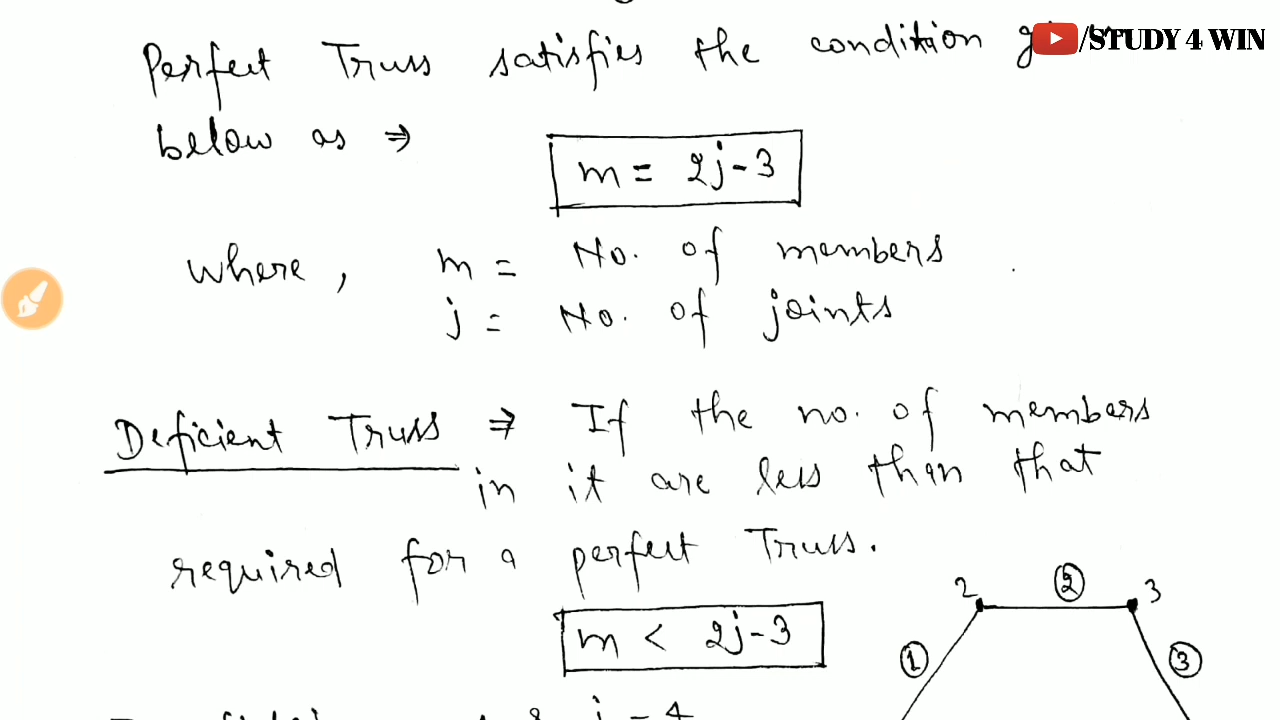 /STUDY 4 WIN
Perfect Truss satisfies the condition
below as ⇒
m = 2j-3
where, m = No. of members
j = No. of joints
Deficient Truss ⇒ If the no. of members
in it are less than that
required for a perfect Truss.
m < 2j-3
2 ② 3
① ③
j = 4